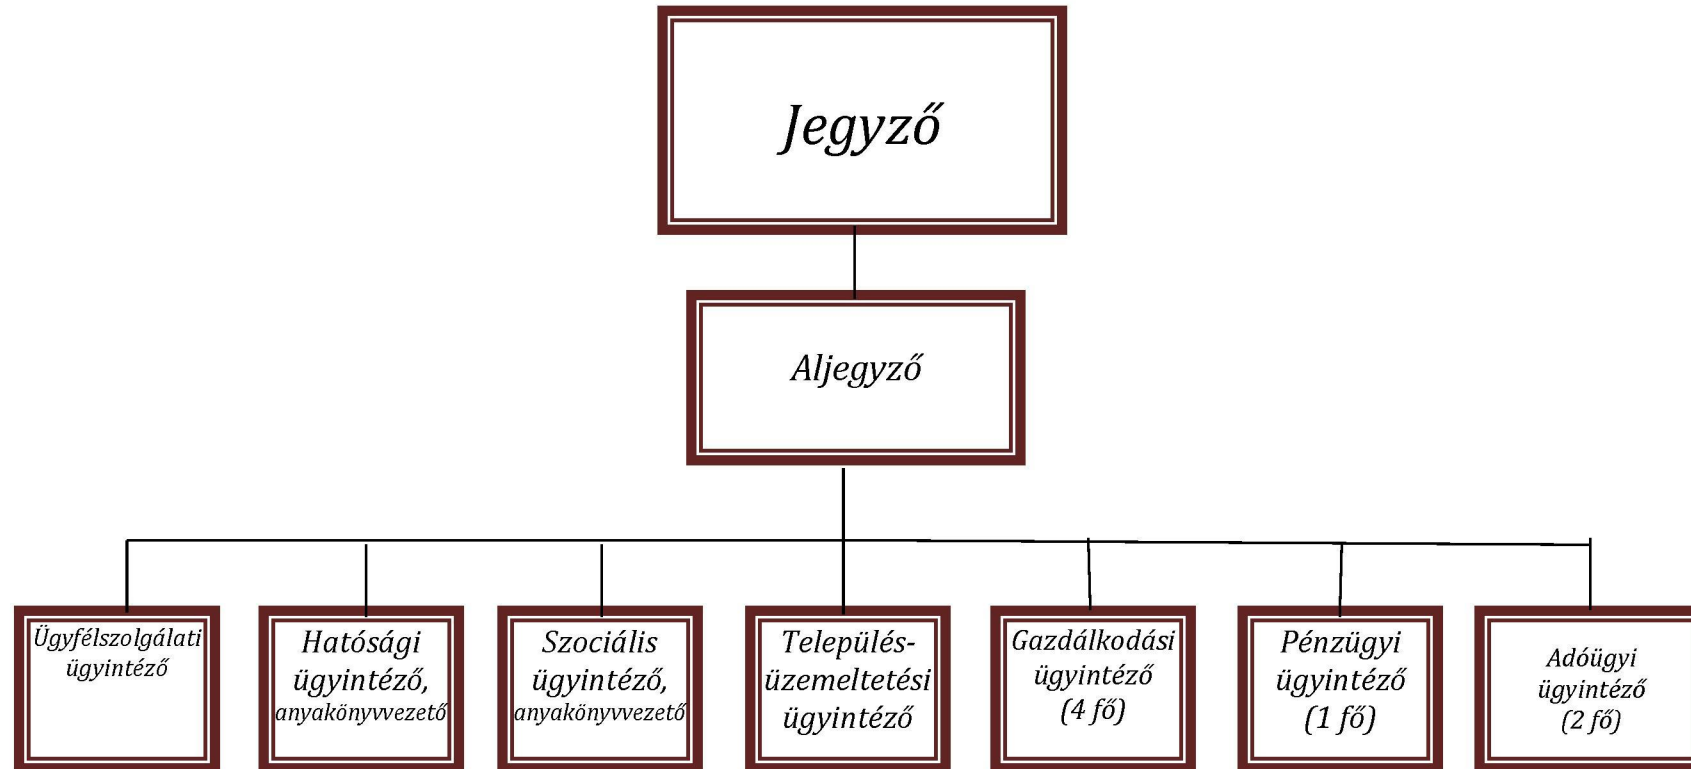 Jegyző
Aljegyző
Ügyfélszolgálati
ügyintéző
Hatósági
ügyintéző,
anyakönyvvezető
Szociális
ügyintéző,
anyakönyvvezető
Település-
üzemeltetési
ügyintéző
Gazdálkodási
ügyintéző
(4 fő)
Pénzügyi
ügyintéző
(1 fő)
Adóügyi
ügyintéző
(2 fő)